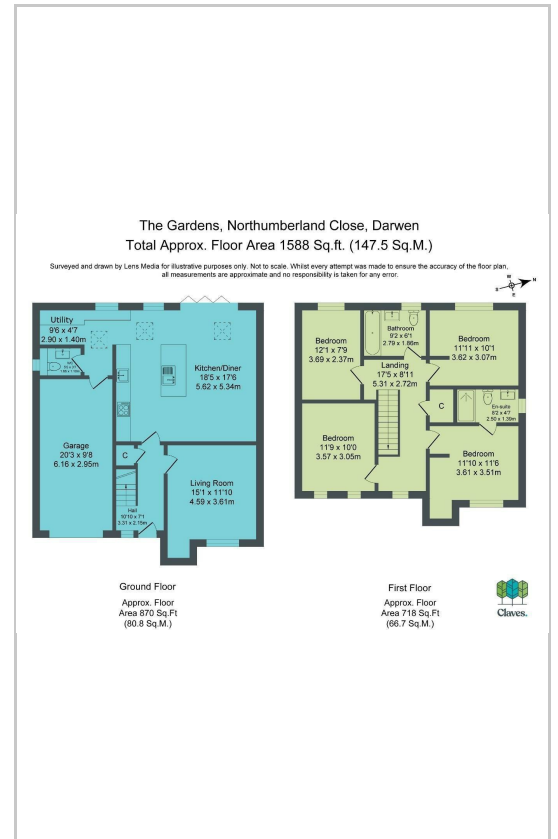 The Gardens, Northumberland Close, Darwen
Total Approx. Floor Area 1588 Sq.ft. (147.5 Sq.M.)
Surveyed and drawn by Lens Media for illustrative purposes only. Not to scale. Whilst every attempt was made to ensure the accuracy of the floor plan,
all measurements are approximate and no responsibility is taken for any error.
S
W
N
E
Utility
9'6 x 4'7
2.90 x 1.40m
Kitchen/Diner
18'5 x 17'6
5.62 x 5.34m
Garage
20'3 x 9'8
6.16 x 2.95m
C
Hall
10'10 x 7'1
3.31 x 2.15m
Living Room
15'1 x 11'10
4.59 x 3.61m
Ground Floor
Approx. Floor
Area 870 Sq.Ft
(80.8 Sq.M.)
Bedroom
12'1 x 7'9
3.69 x 2.37m
Bathroom
9'2 x 6'1
2.79 x 1.86m
Bedroom
11'11 x 10'1
3.62 x 3.07m
Landing
17'5 x 8'11
5.31 x 2.72m
C
En-suite
8'2 x 4'7
2.50 x 1.39m
Bedroom
11'9 x 10'0
3.57 x 3.05m
Bedroom
11'10 x 11'6
3.61 x 3.51m
First Floor
Approx. Floor
Area 718 Sq.Ft
(66.7 Sq.M.)
Claves.